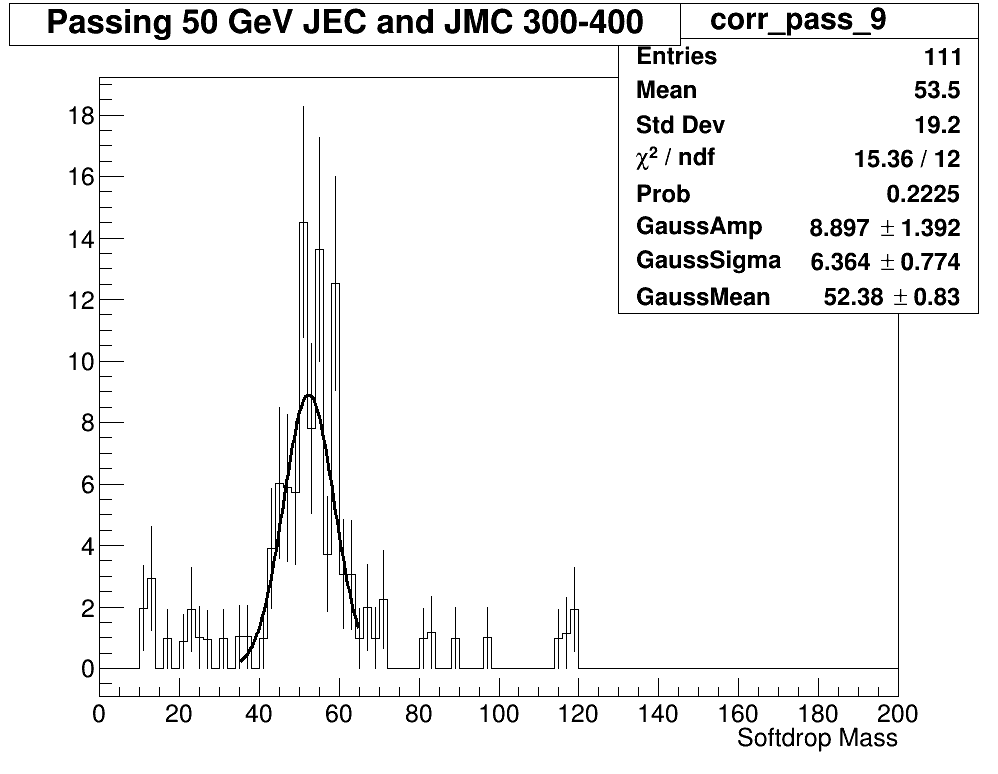 Passing 50 GeV JEC and JMC 300-400
corr_pass_9
Entries 111
Mean 53.5
Std Dev 19.2
χ² / ndf 15.36 / 12
Prob 0.2225
GaussAmp 8.897 ± 1.392
GaussSigma 6.364 ± 0.774
GaussMean 52.38 ± 0.83
18
16
14
12
10
8
6
4
2
0
0 20 40 60 80 100 120 140 160 180 200
Softdrop Mass